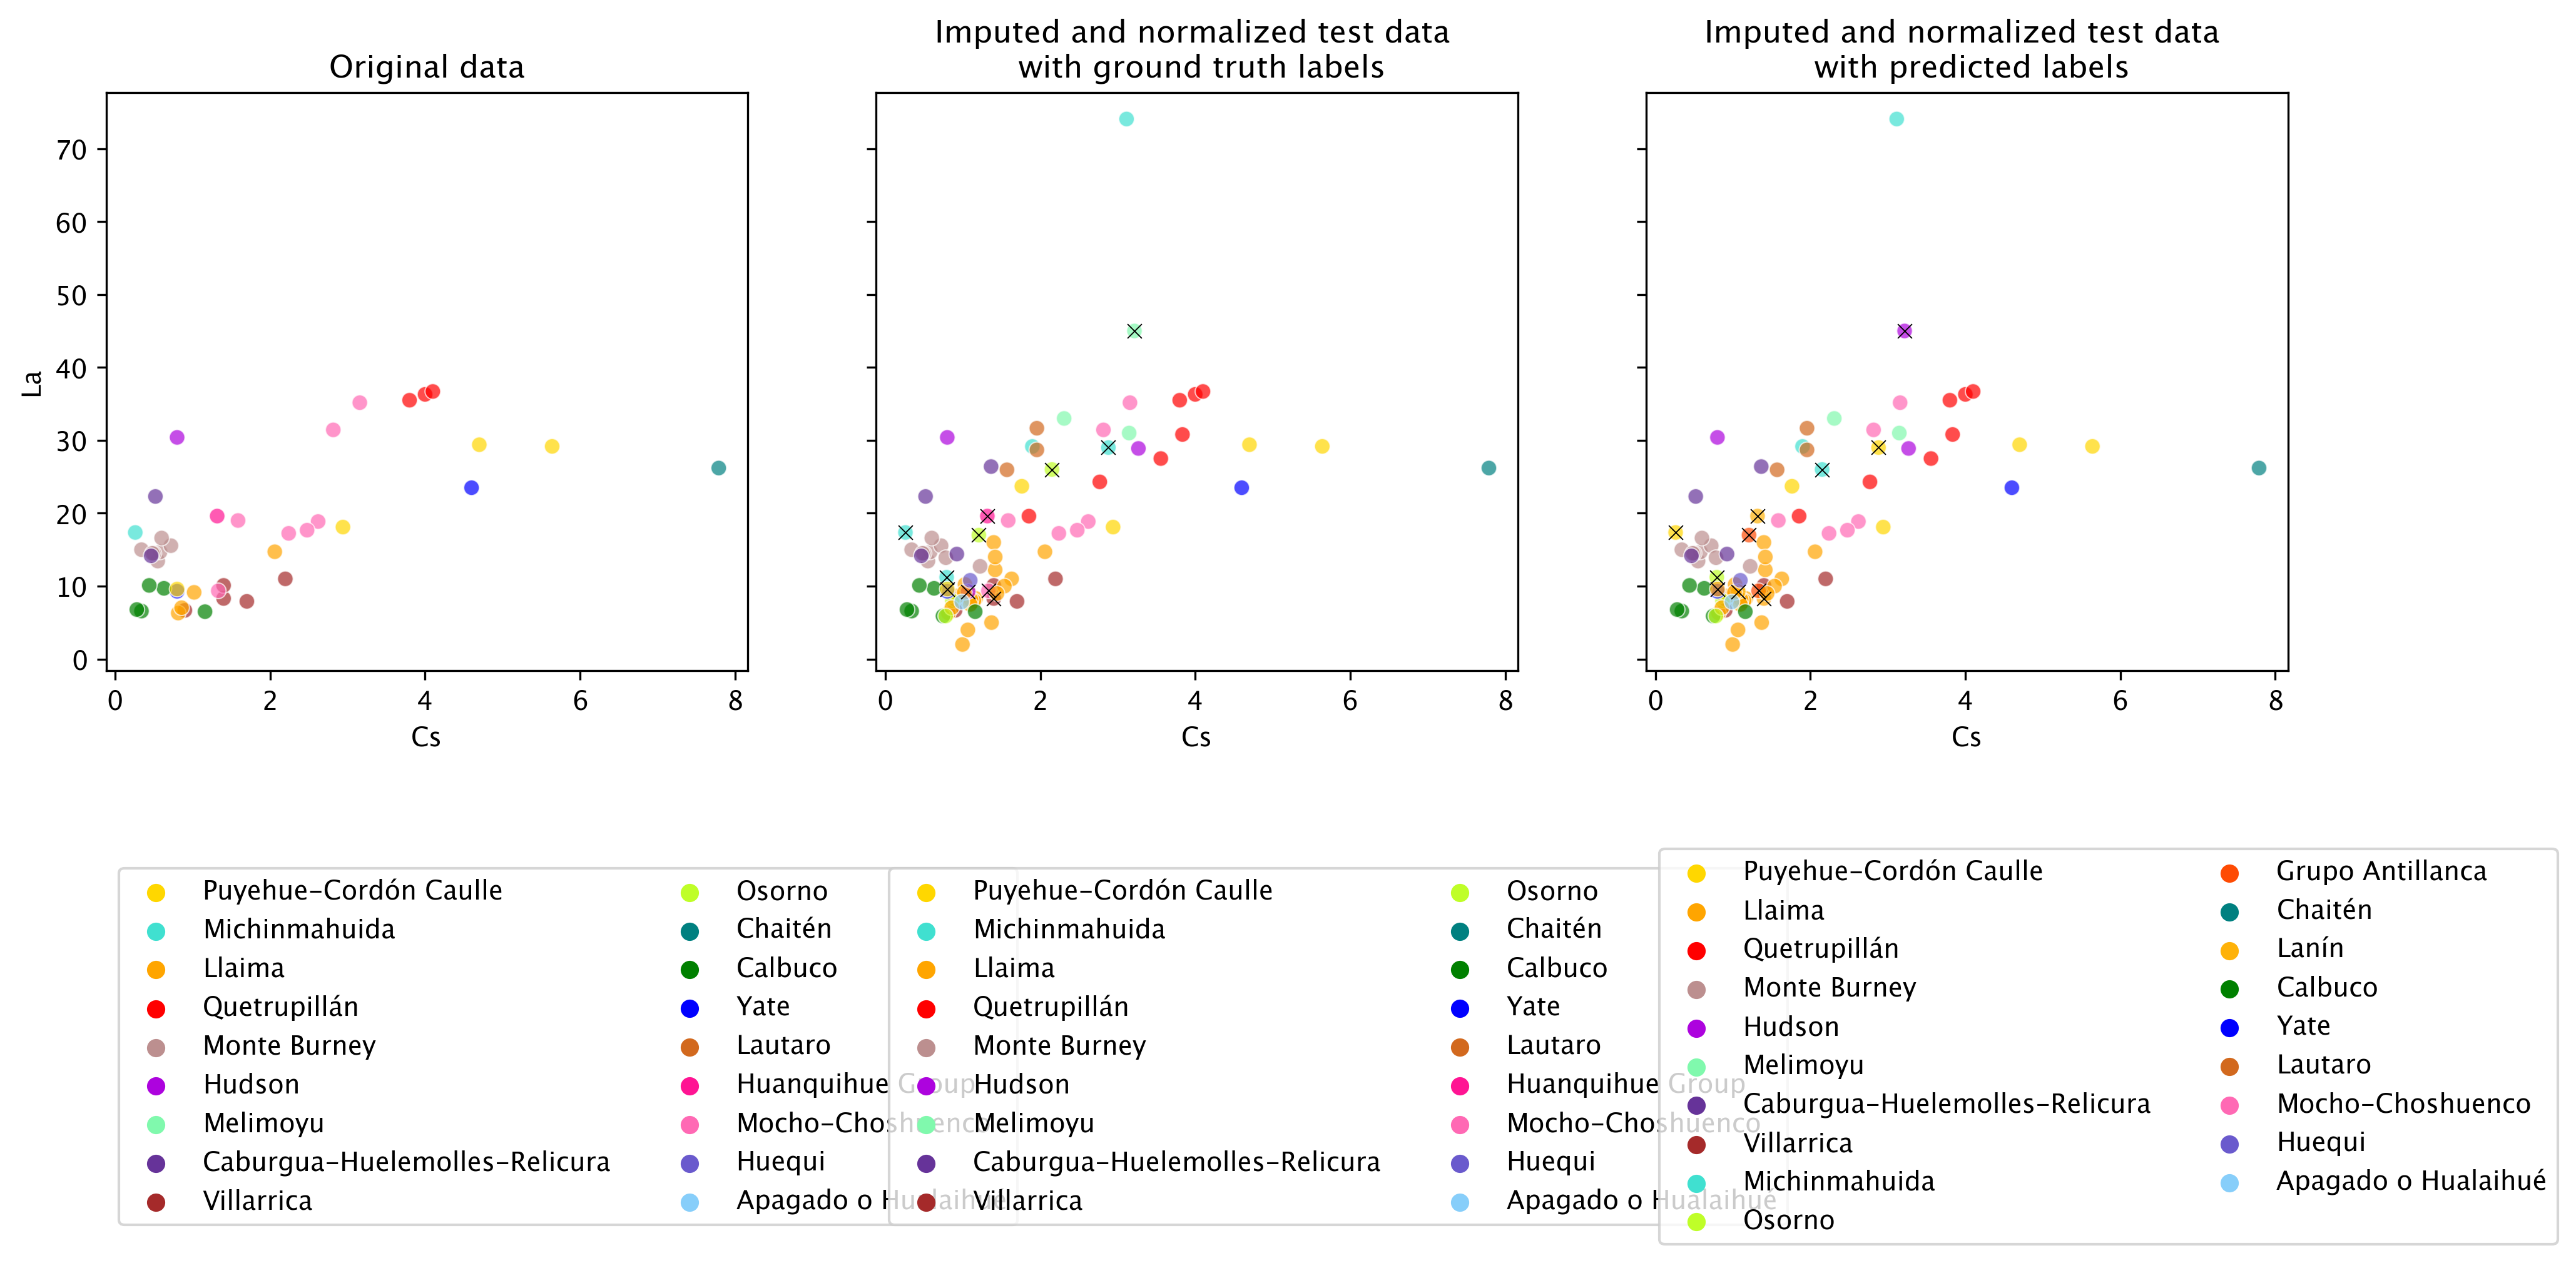 Original data
Imputed and normalized test data
with ground truth labels
Imputed and normalized test data
with predicted labels
La
70
60
50
40
30
20
10
0
0 2 4 6 8
Cs
0 2 4 6 8
Cs
0 2 4 6 8
Cs
Puyehue-Cordón Caulle
Michinmahuida
Llaima
Quetrupillán
Monte Burney
Hudson
Melimoyu
Caburgua-Huelemolles-Relicura
Villarrica
Osorno
Chaitén
Calbuco
Yate
Lautaro
Huanquihue Group
Mocho-Choshuenco
Huequi
Apagado o Hualaihué
Puyehue-Cordón Caulle
Michinmahuida
Llaima
Quetrupillán
Monte Burney
Hudson
Melimoyu
Caburgua-Huelemolles-Relicura
Villarrica
Osorno
Chaitén
Calbuco
Yate
Lautaro
Huanquihue Group
Mocho-Choshuenco
Huequi
Apagado o Hualaihué
Puyehue-Cordón Caulle
Llaima
Quetrupillán
Monte Burney
Hudson
Melimoyu
Caburgua-Huelemolles-Relicura
Villarrica
Michinmahuida
Osorno
Grupo Antillanca
Chaitén
Lanín
Calbuco
Yate
Lautaro
Mocho-Choshuenco
Huequi
Apagado o Hualaihué